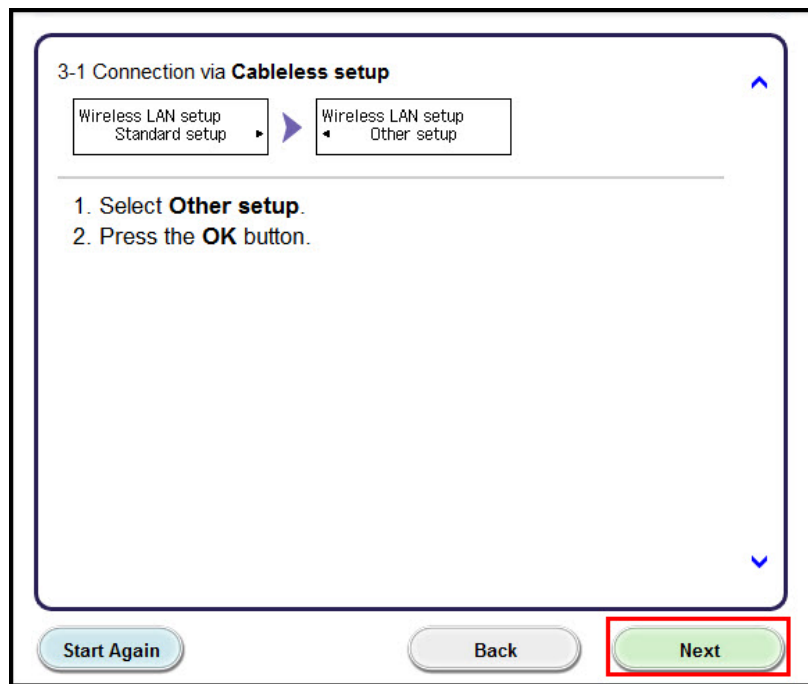 3-1 Connection via Cableless setup
Wireless LAN setup
Standard setup
Wireless LAN setup
Other setup
1. Select Other setup.
2. Press the OK button.
Start Again
Back
Next